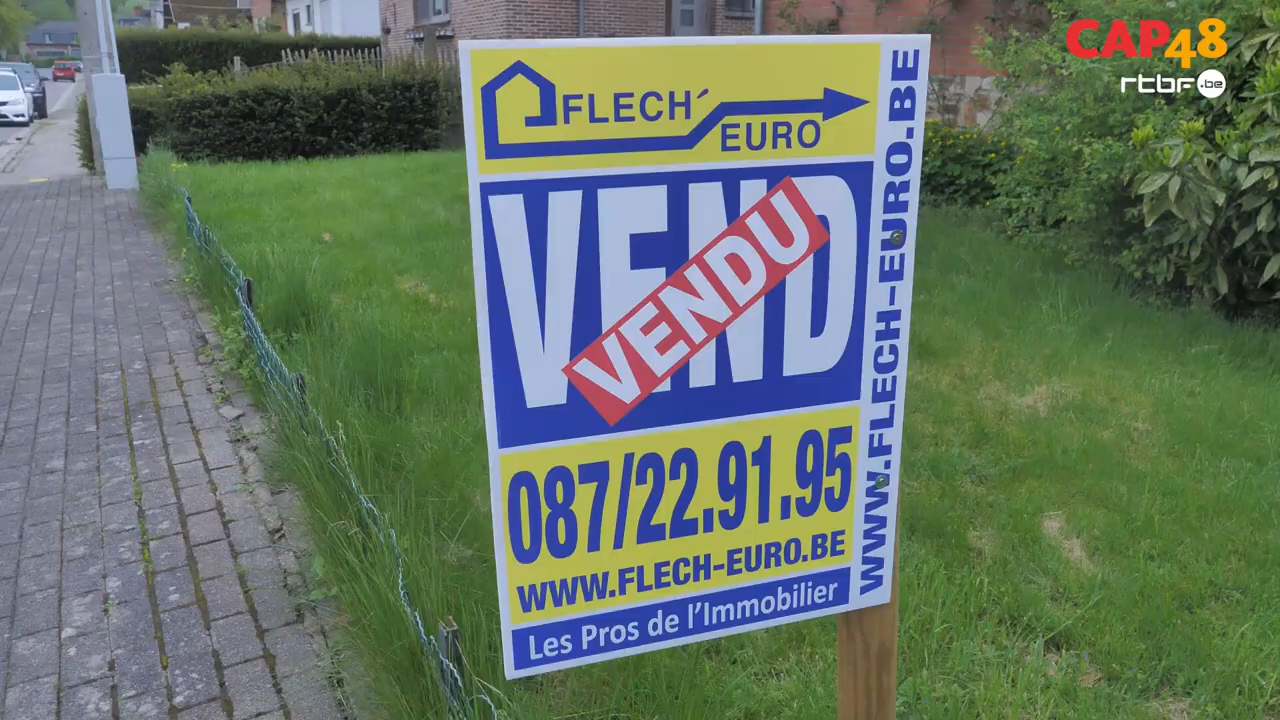 CAP48
rtbf.be
FLECH'
EURO
VEND
VENDU
087/22.91.95
WWW.FLECH-EURO.BE
Les Pros de l'Immobilier
WWW.FLECH-EURO.BE